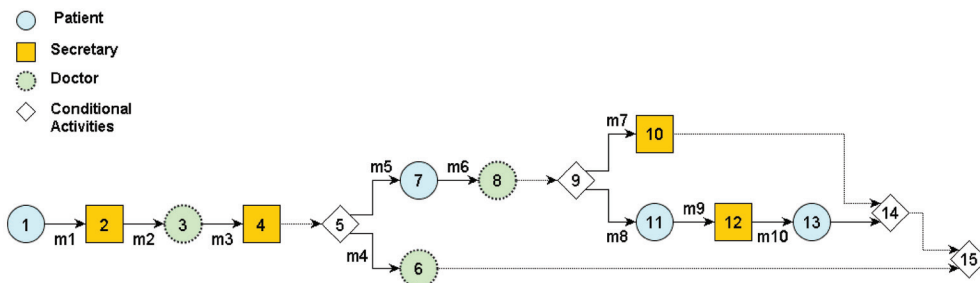 Patient
Secretary
Doctor
Conditional
Activities
m7
10
m5
m6
7
8
9
m8
11
m9
12
m10
13
14
1
m1
2
m2
3
m3
4
5
m4
6
15